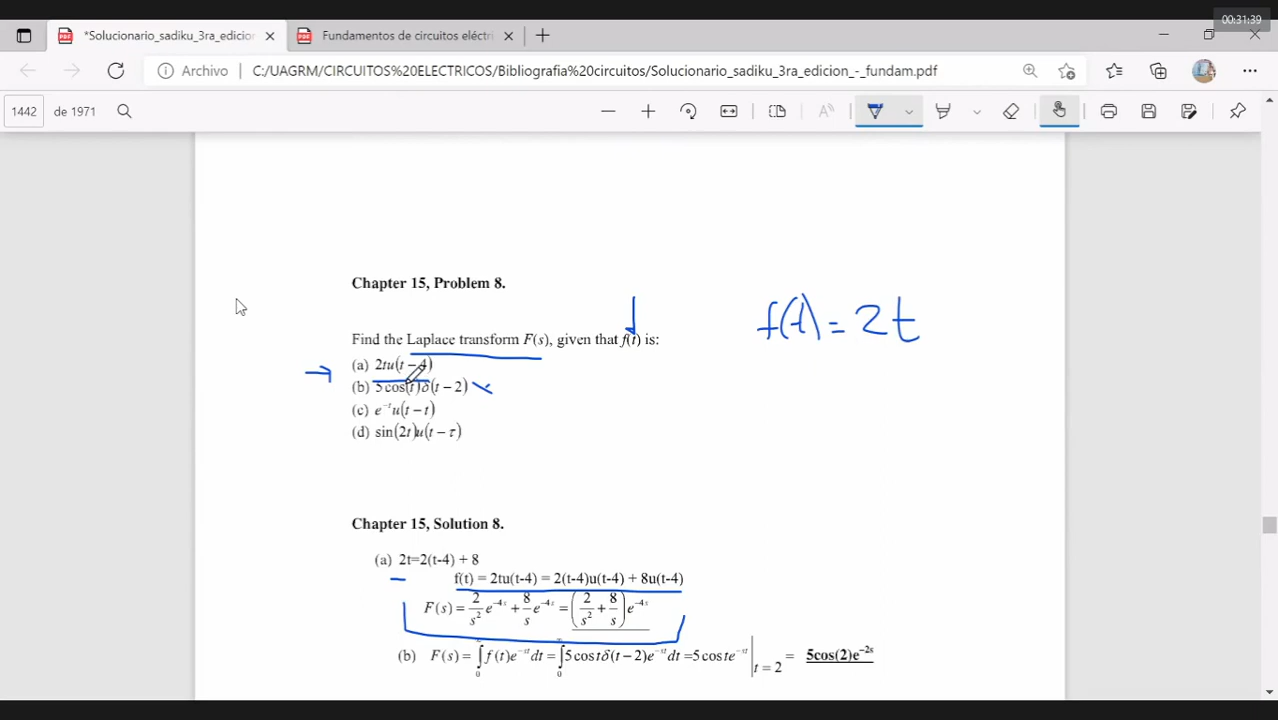 00:31:39
*Solucionario_sadiku_3ra_edicion
Fundamentos de circuitos eléctri
Archivo
C:/UAGRM/CIRCUITOS%20ELECTRICOS/Bibliografia%20circuitos/Solucionario_sadiku_3ra_edicion_-_fundam.pdf
1442 de 1971
Chapter 15, Problem 8.
f(t) = 2t
Find the Laplace transform F(s), given that f(t) is:
(a) 2tu(t − 4)
(b) 5 cos(t)δ(t − 2)
(c) e^−t u(t − t)
(d) sin(2t)u(t − τ)
Chapter 15, Solution 8.
(a) 2t=2(t-4) + 8
f(t) = 2tu(t-4) = 2(t-4)u(t-4) + 8u(t-4)
F(s) = 2/s² e^−4s + 8/s e^−4s = (2/s² + 8/s) e^−4s
(b) F(s) = ∫₀^∞ f(t)e^−st dt = ∫₀^∞ 5 cos tδ(t − 2)e^−st dt =5 cos te^−st | t = 2 = 5cos(2)e^−2s